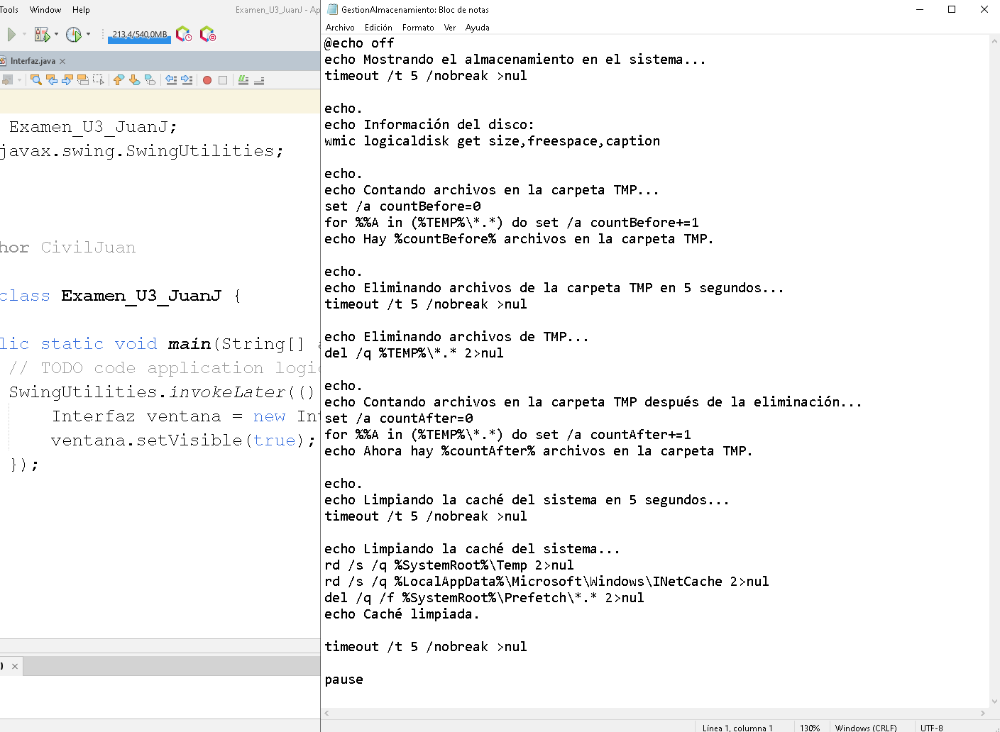 Tools Window Help
Examen_U3_JuanJ - Ap
213,4/540,0MB
Interfaz.java
Examen_U3_JuanJ;
javax.swing.SwingUtilities;
hor CivilJuan
class Examen_U3_JuanJ {
lic static void main(String[] a
// TODO code application logic
SwingUtilities.invokeLater(()
Interfaz ventana = new Int
ventana.setVisible(true);
});
GestionAlmacenamiento: Bloc de notas
Archivo Edición Formato Ver Ayuda
@echo off
echo Mostrando el almacenamiento en el sistema...
timeout /t 5 /nobreak >nul
echo.
echo Información del disco:
wmic logicaldisk get size,freespace,caption
echo.
echo Contando archivos en la carpeta TMP...
set /a countBefore=0
for %%A in (%TEMP%\*.*) do set /a countBefore+=1
echo Hay %countBefore% archivos en la carpeta TMP.
echo.
echo Eliminando archivos de la carpeta TMP en 5 segundos...
timeout /t 5 /nobreak >nul
echo Eliminando archivos de TMP...
del /q %TEMP%\*.* 2>nul
echo.
echo Contando archivos en la carpeta TMP después de la eliminación...
set /a countAfter=0
for %%A in (%TEMP%\*.*) do set /a countAfter+=1
echo Ahora hay %countAfter% archivos en la carpeta TMP.
echo.
echo Limpiando la caché del sistema en 5 segundos...
timeout /t 5 /nobreak >nul
echo Limpiando la caché del sistema...
rd /s /q %SystemRoot%\Temp 2>nul
rd /s /q %LocalAppData%\Microsoft\Windows\INetCache 2>nul
del /q /f %SystemRoot%\Prefetch\*.* 2>nul
echo Caché limpiada.
timeout /t 5 /nobreak >nul
pause
Línea 1, columna 1 130% Windows (CRLF) UTF-8